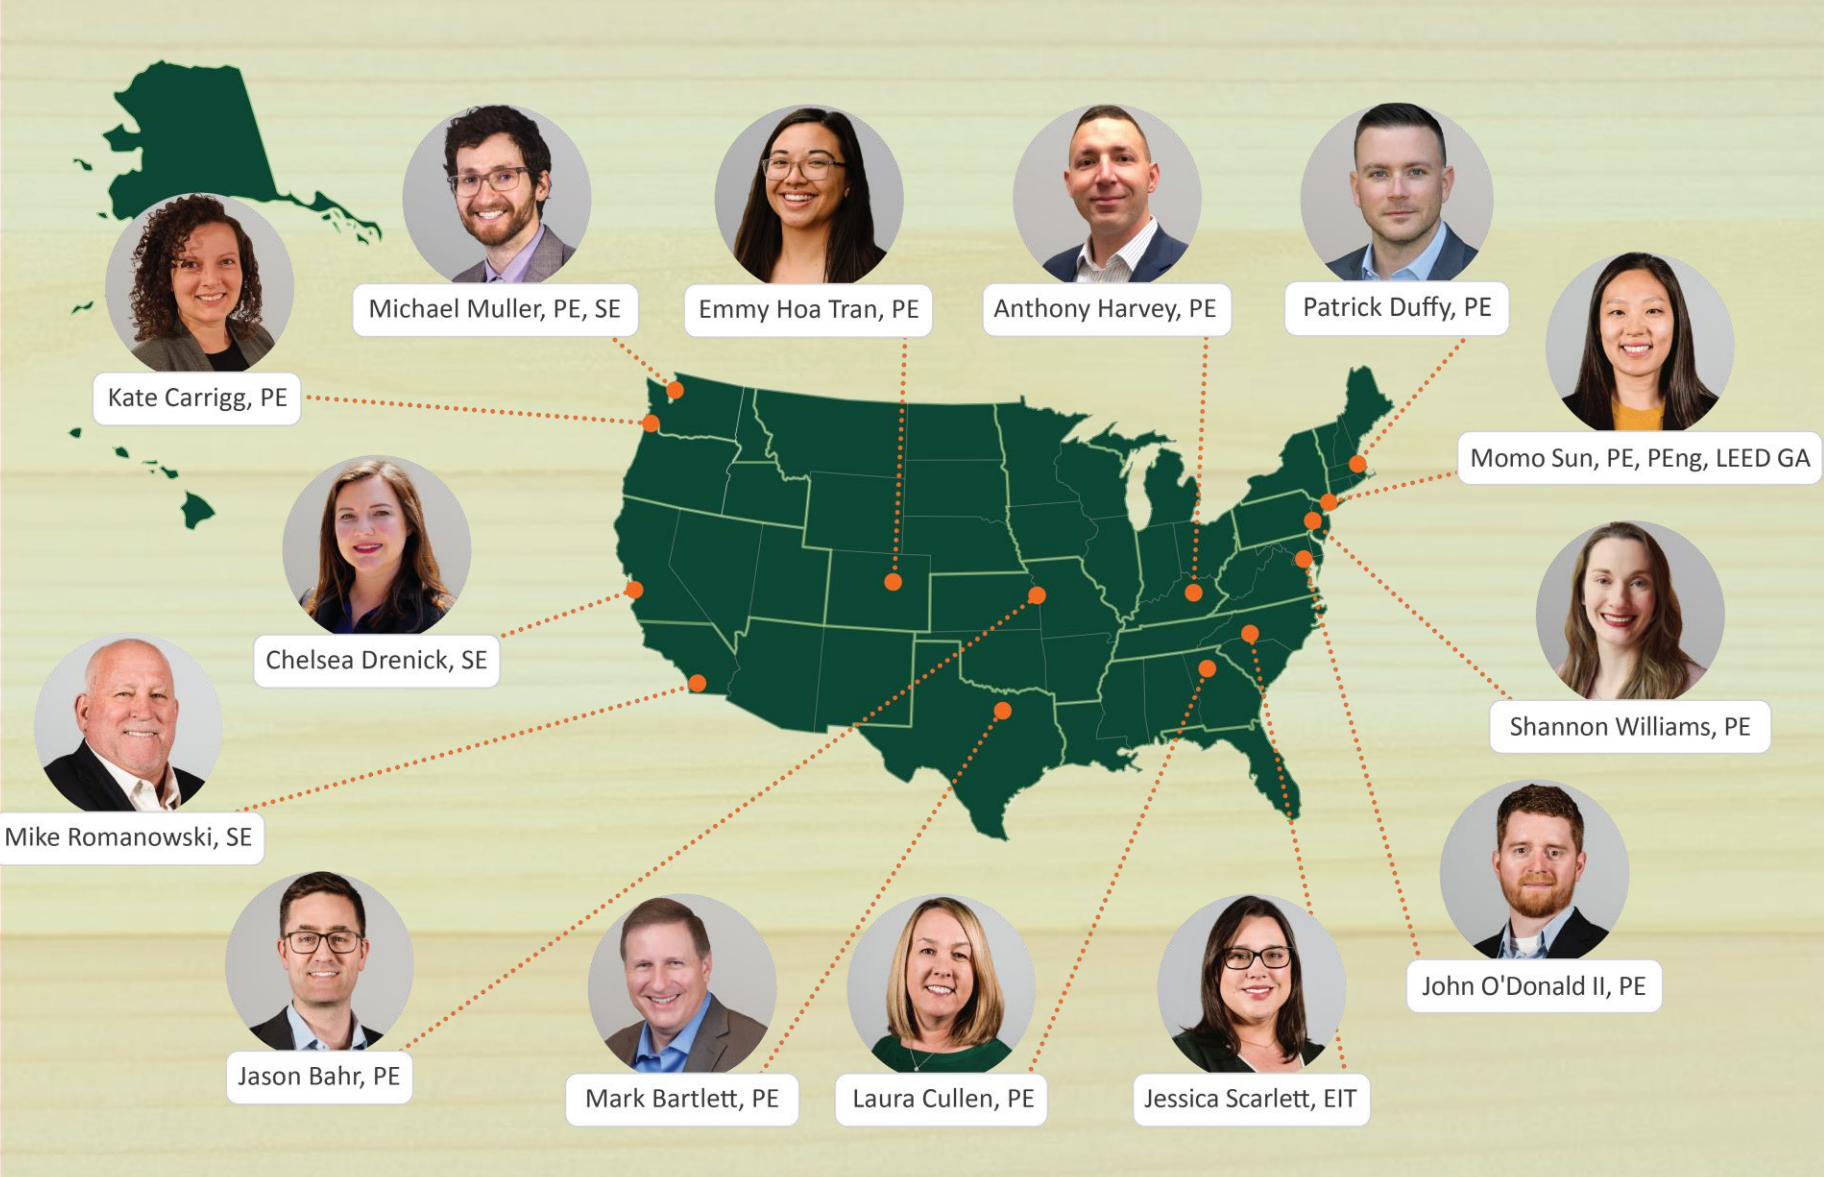 Michael Muller, PE, SE
Emmy Hoa Tran, PE
Anthony Harvey, PE
Patrick Duffy, PE
Kate Carrigg, PE
Momo Sun, PE, PEng, LEED GA
Chelsea Drenick, SE
Shannon Williams, PE
Mike Romanowski, SE
John O'Donald II, PE
Jason Bahr, PE
Mark Bartlett, PE
Laura Cullen, PE
Jessica Scarlett, EIT